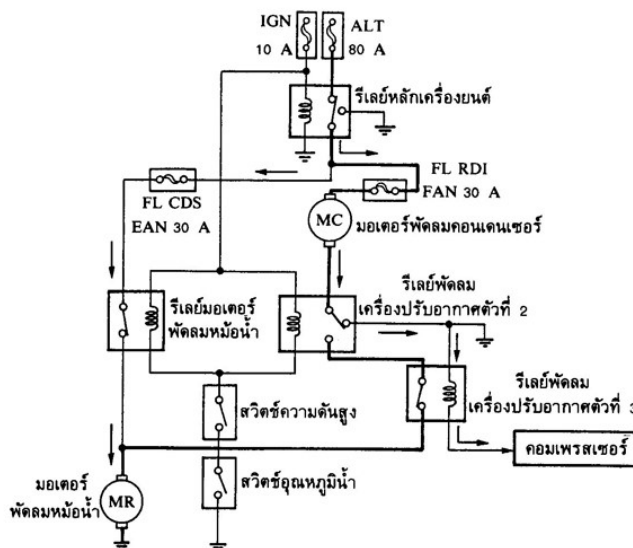 IGN
10 A
ALT
80 A
รีเลย์หลักเครื่องยนต์
FL RDI
FAN 30 A
FL CDS
EAN 30 A
MC
มอเตอร์พัดลมคอนเดนเซอร์
รีเลย์พัดลม
เครื่องปรับอากาศตัวที่ 2
รีเลย์มอเตอร์
พัดลมหม้อน้ำ
รีเลย์พัดลม
เครื่องปรับอากาศตัวที่ 3
สวิตช์ความดันสูง
คอมเพรสเซอร์
สวิตช์อุณหภูมิน้ำ
มอเตอร์
พัดลมหม้อน้ำ
MR